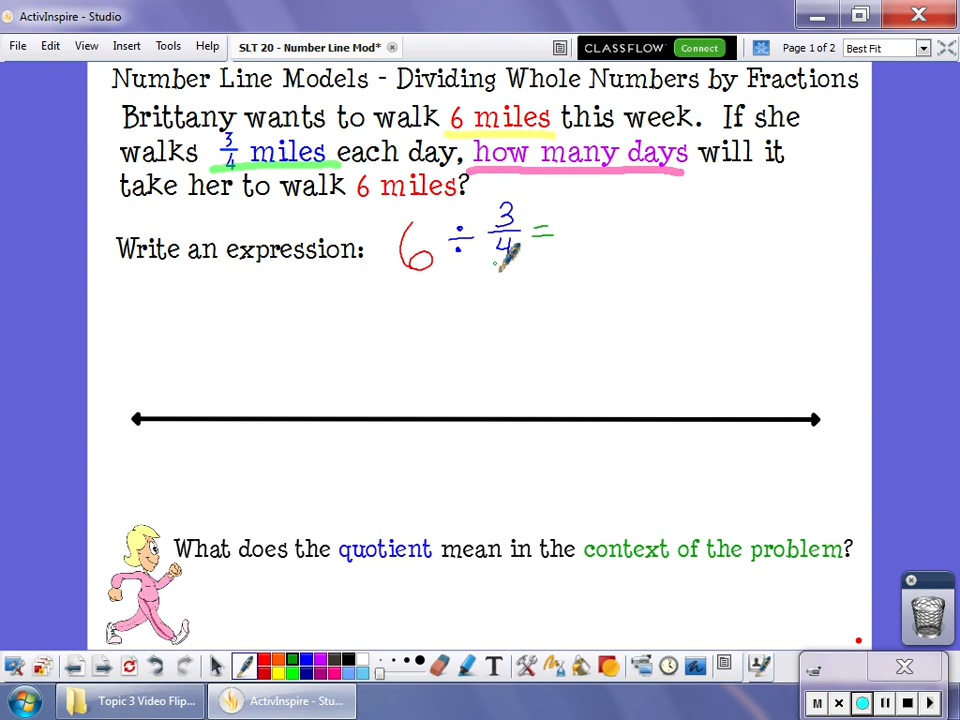 ActivInspire - Studio
File Edit View Insert Tools Help SLT 20 - Number Line Mod* CLASSFLOW Connect Page 1 of 2 Best Fit
Number Line Models - Dividing Whole Numbers by Fractions
Brittany wants to walk 6 miles this week. If she
walks 3/4 miles each day, how many days will it
take her to walk 6 miles?
Write an expression: 6 ÷ 3/4 =
What does the quotient mean in the context of the problem?
T
M
Topic 3 Video Flip... ActivInspire - Stu...